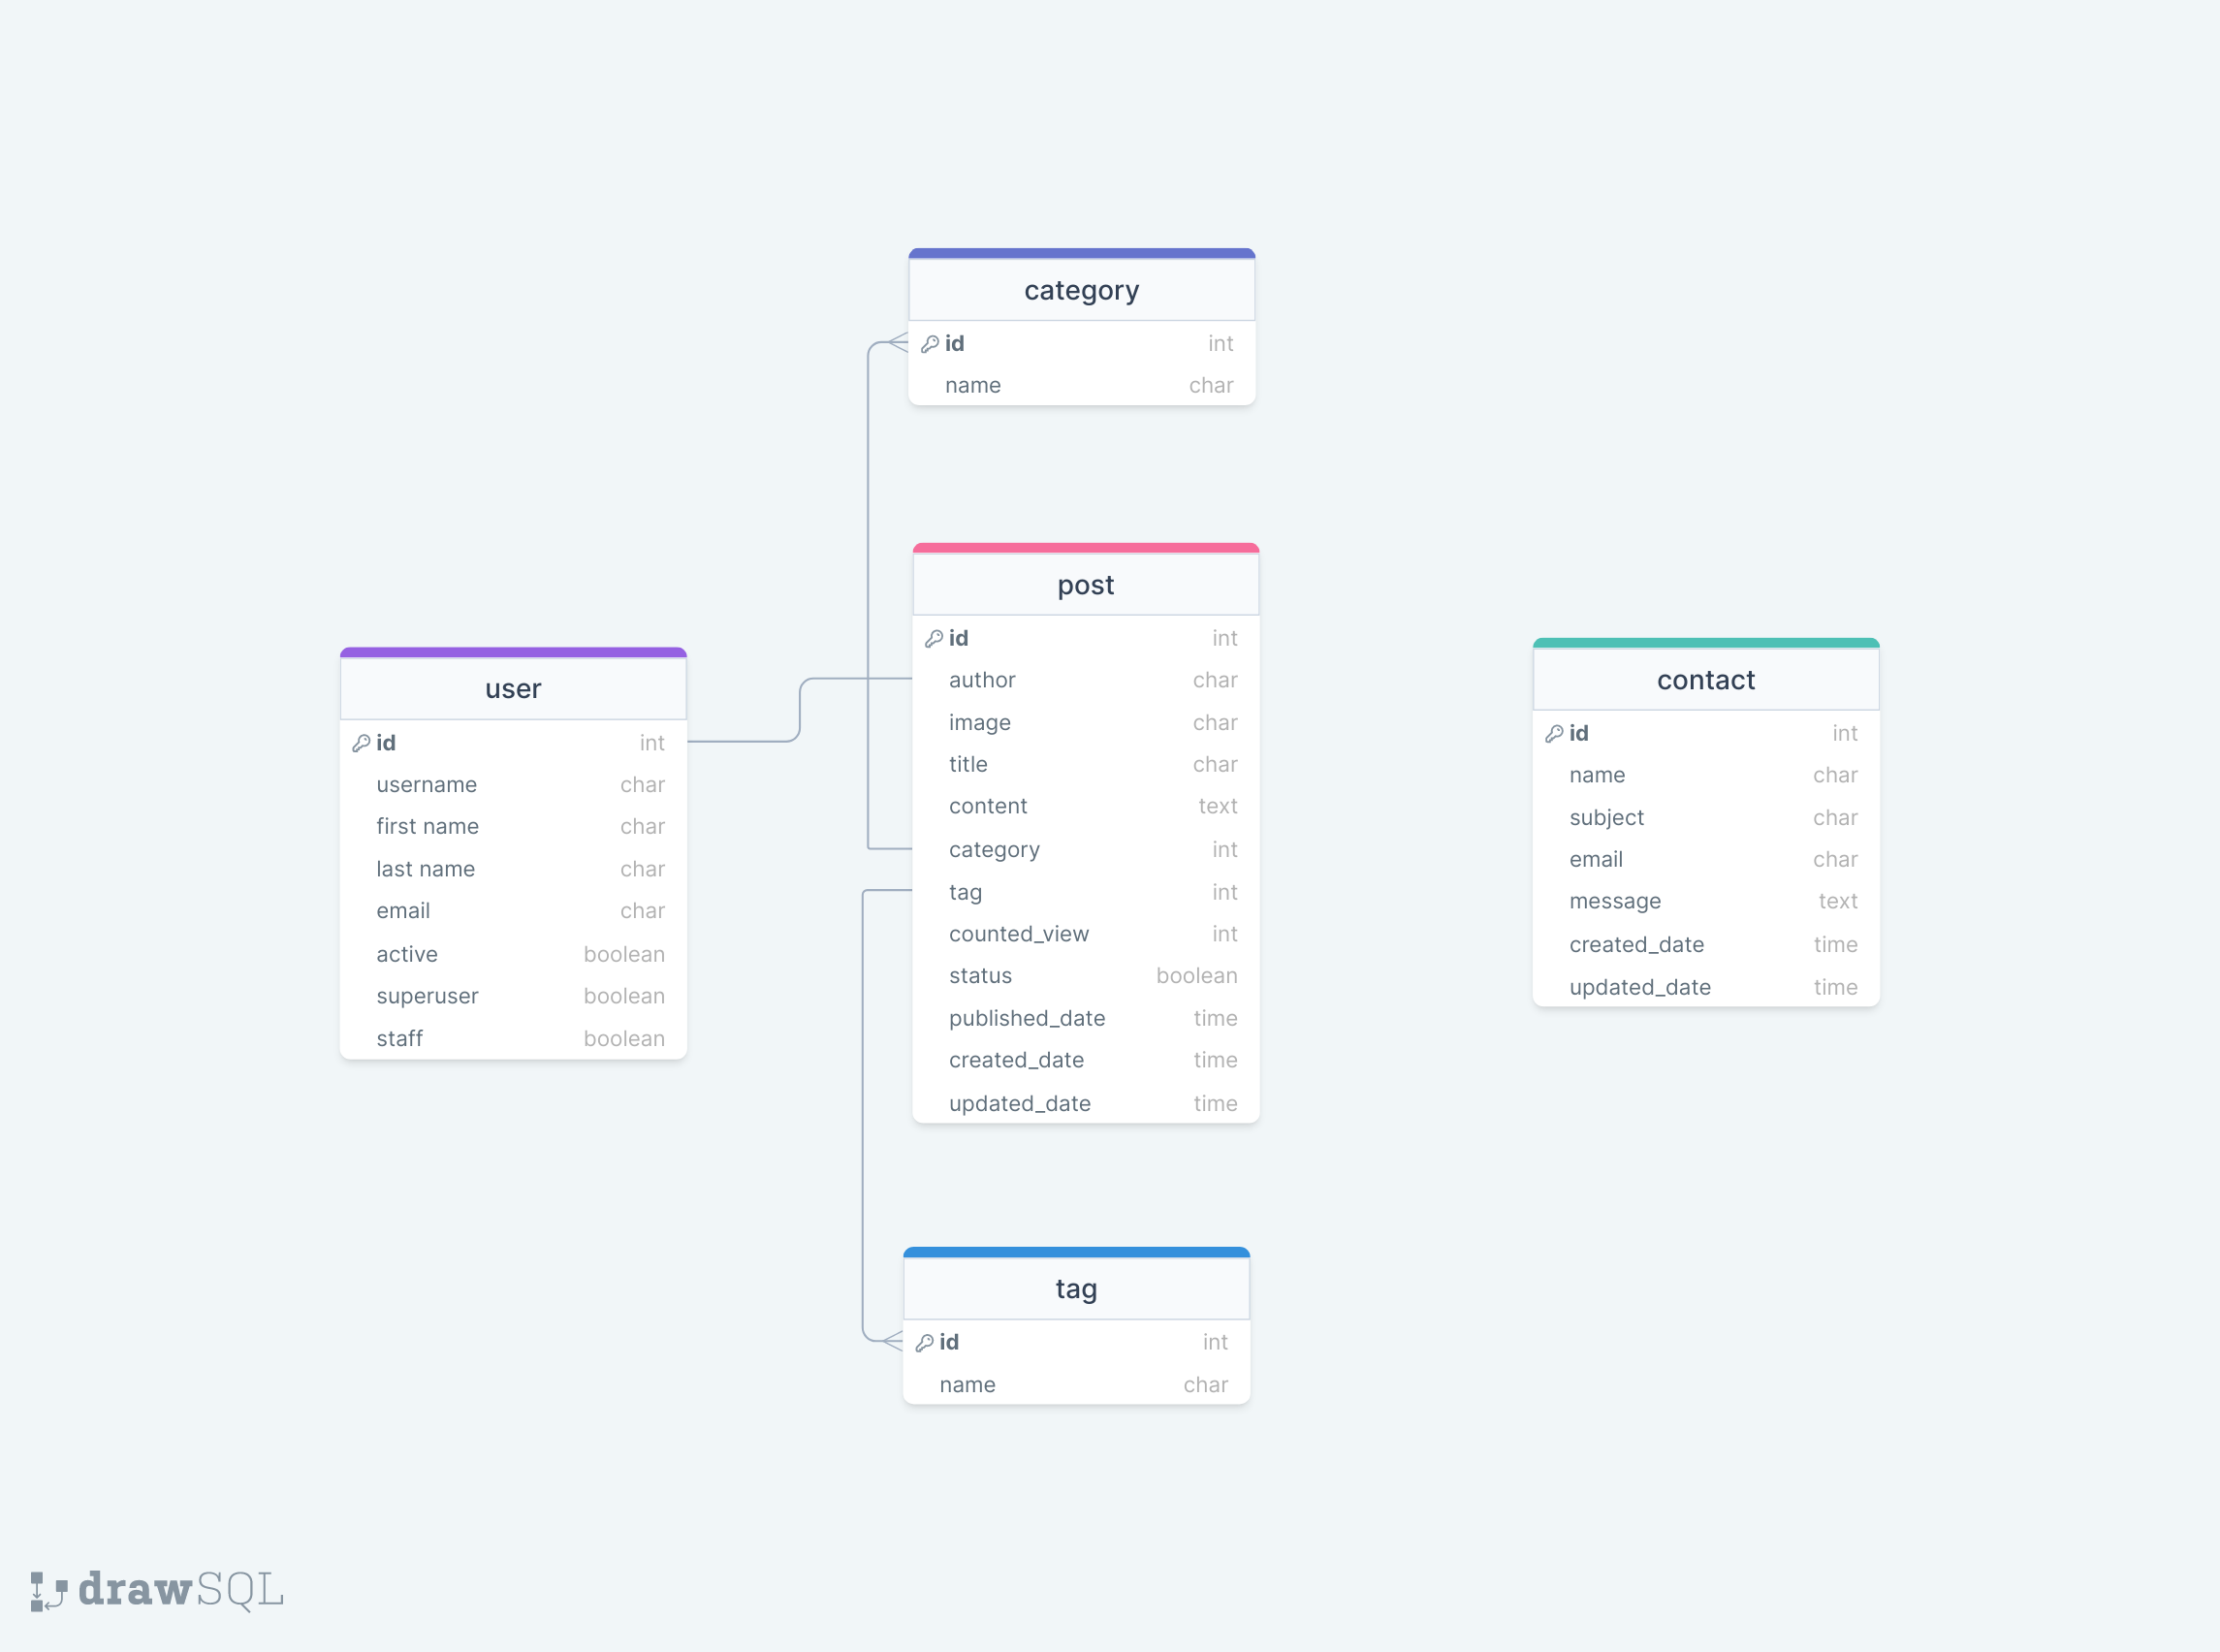 category
id int
name char
post
id int
author char
image char
title char
content text
category int
tag int
counted_view int
status boolean
published_date time
created_date time
updated_date time
user
id int
username char
first name char
last name char
email char
active boolean
superuser boolean
staff boolean
contact
id int
name char
subject char
email char
message text
created_date time
updated_date time
tag
id int
name char
drawSQL